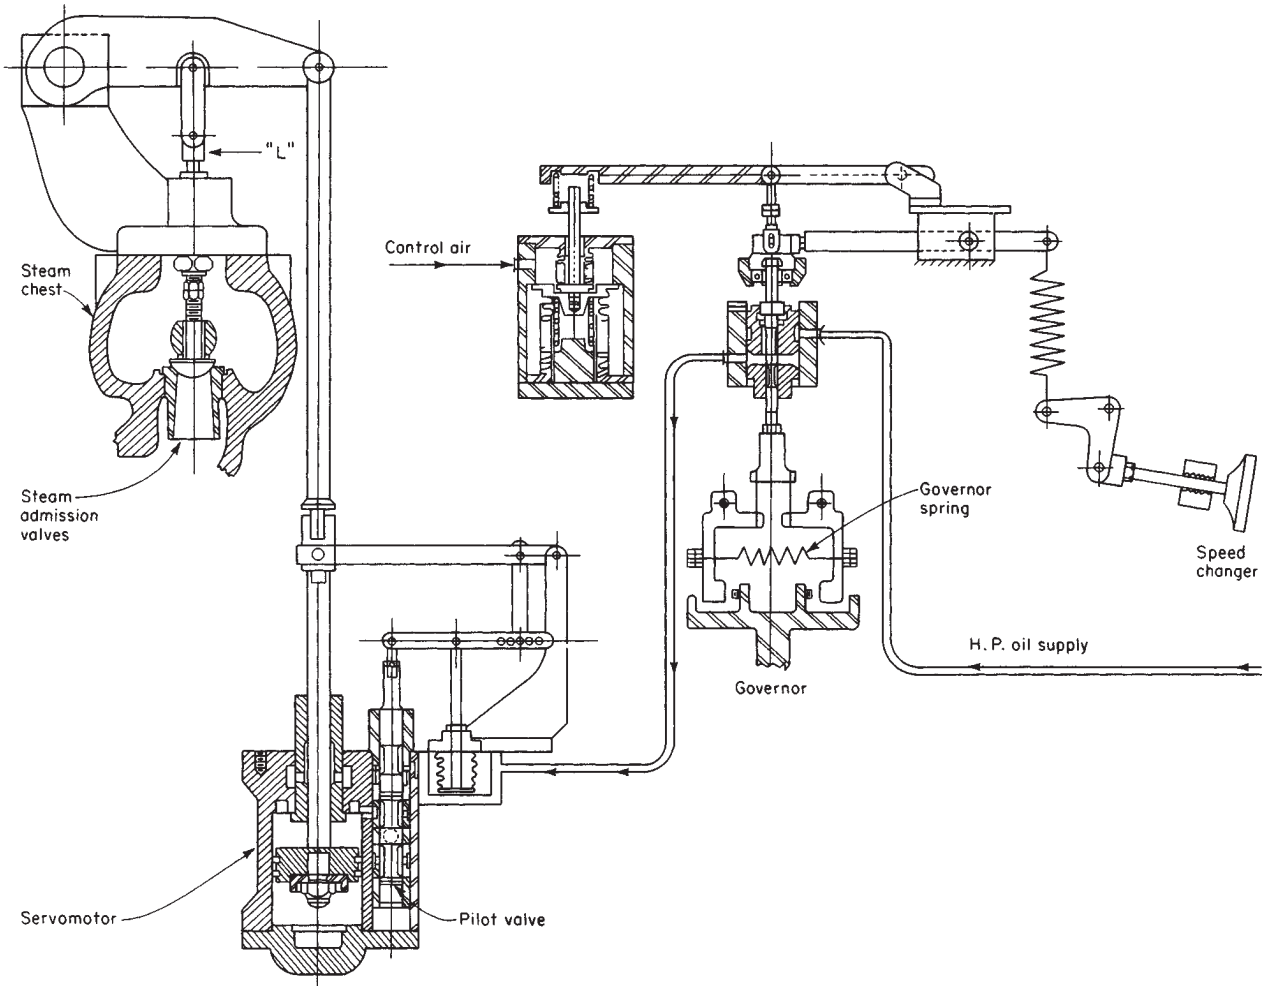 "L"
Control air
Steam
chest
Steam
admission
valves
Governor
spring
Speed
changer
H.P. oil supply
Governor
Servomotor
Pilot valve